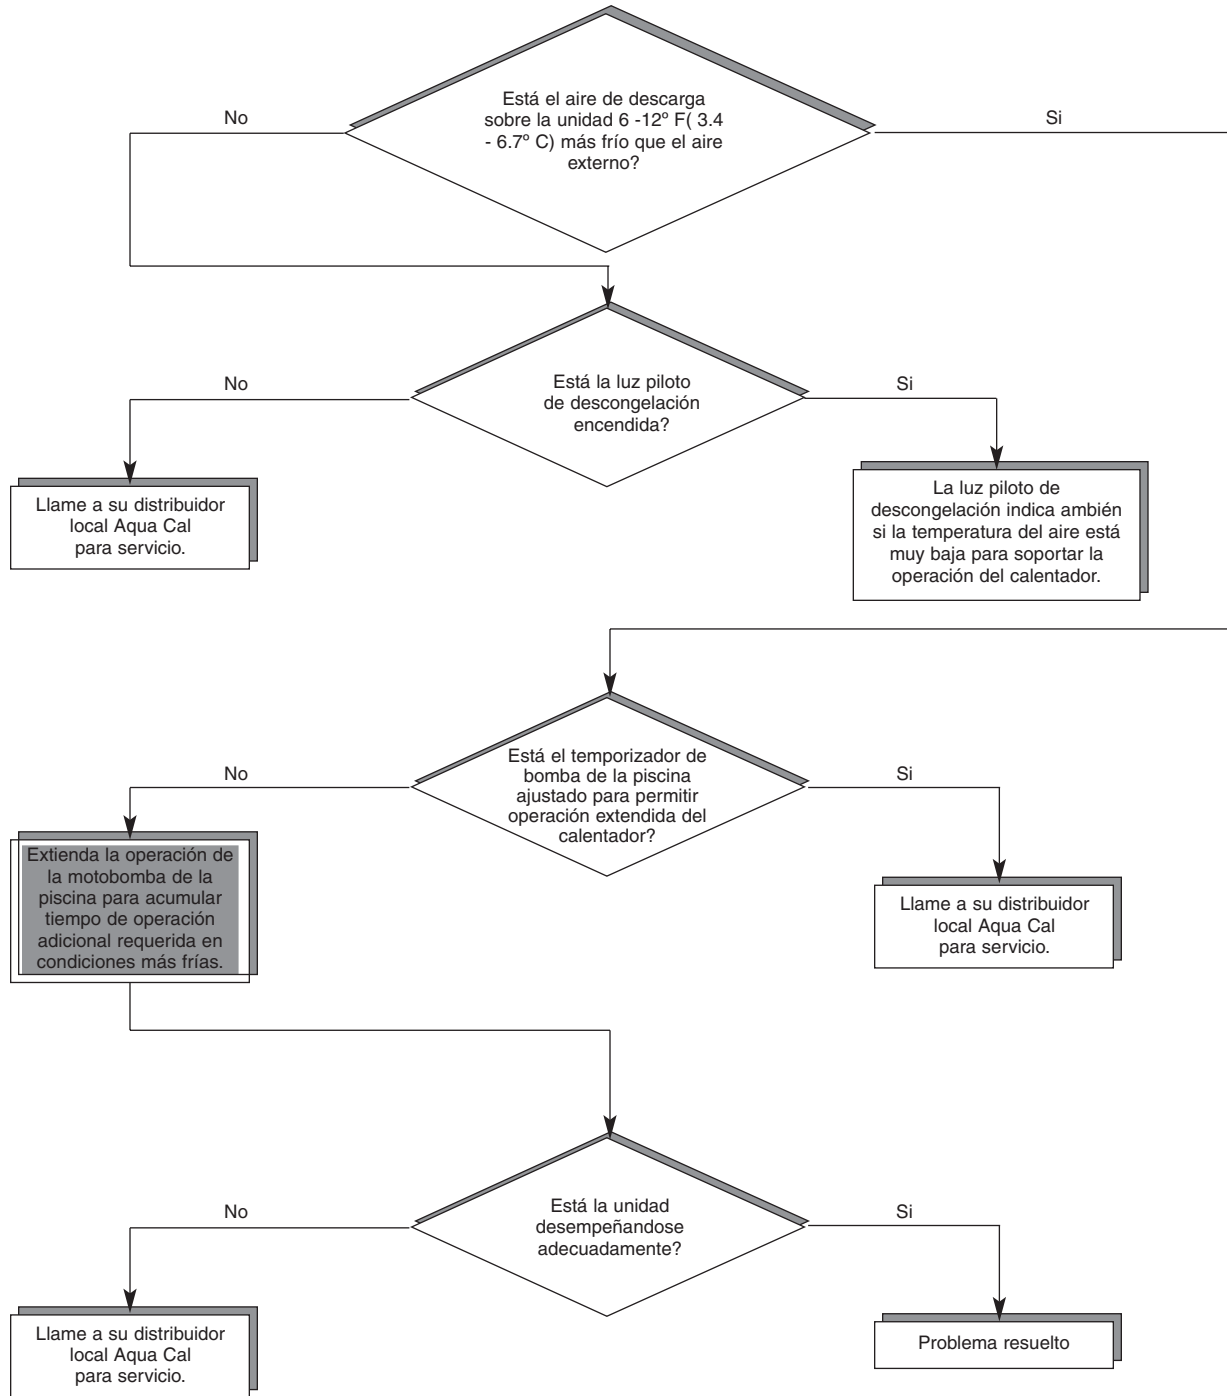 Está el aire de descarga
sobre la unidad 6 -12º F( 3.4
- 6.7º C) más frío que el aire
externo?
No
Si
Está la luz piloto
de descongelación
encendida?
No
Si
Llame a su distribuidor
local Aqua Cal
para servicio.
La luz piloto de
descongelación indica ambién
si la temperatura del aire está
muy baja para soportar la
operación del calentador.
Está el temporizador de
bomba de la piscina
ajustado para permitir
operación extendida del
calentador?
No
Si
Extienda la operación de
la motobomba de la
piscina para acumular
tiempo de operación
adicional requerida en
condiciones más frías.
Llame a su distribuidor
local Aqua Cal
para servicio.
Está la unidad
desempeñandose
adecuadamente?
No
Si
Llame a su distribuidor
local Aqua Cal
para servicio.
Problema resuelto